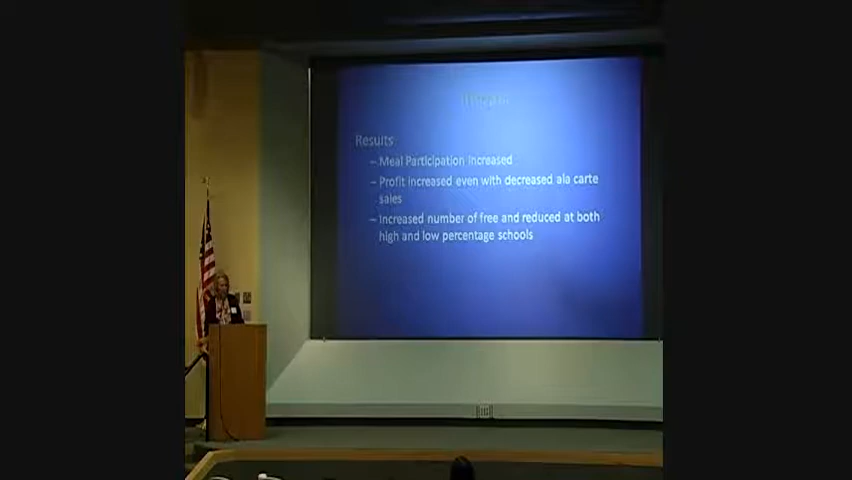 Results
– Meal Participation Increased
– Profit increased even with decreased ala carte
sales
– Increased number of free and reduced at both
high and low percentage schools